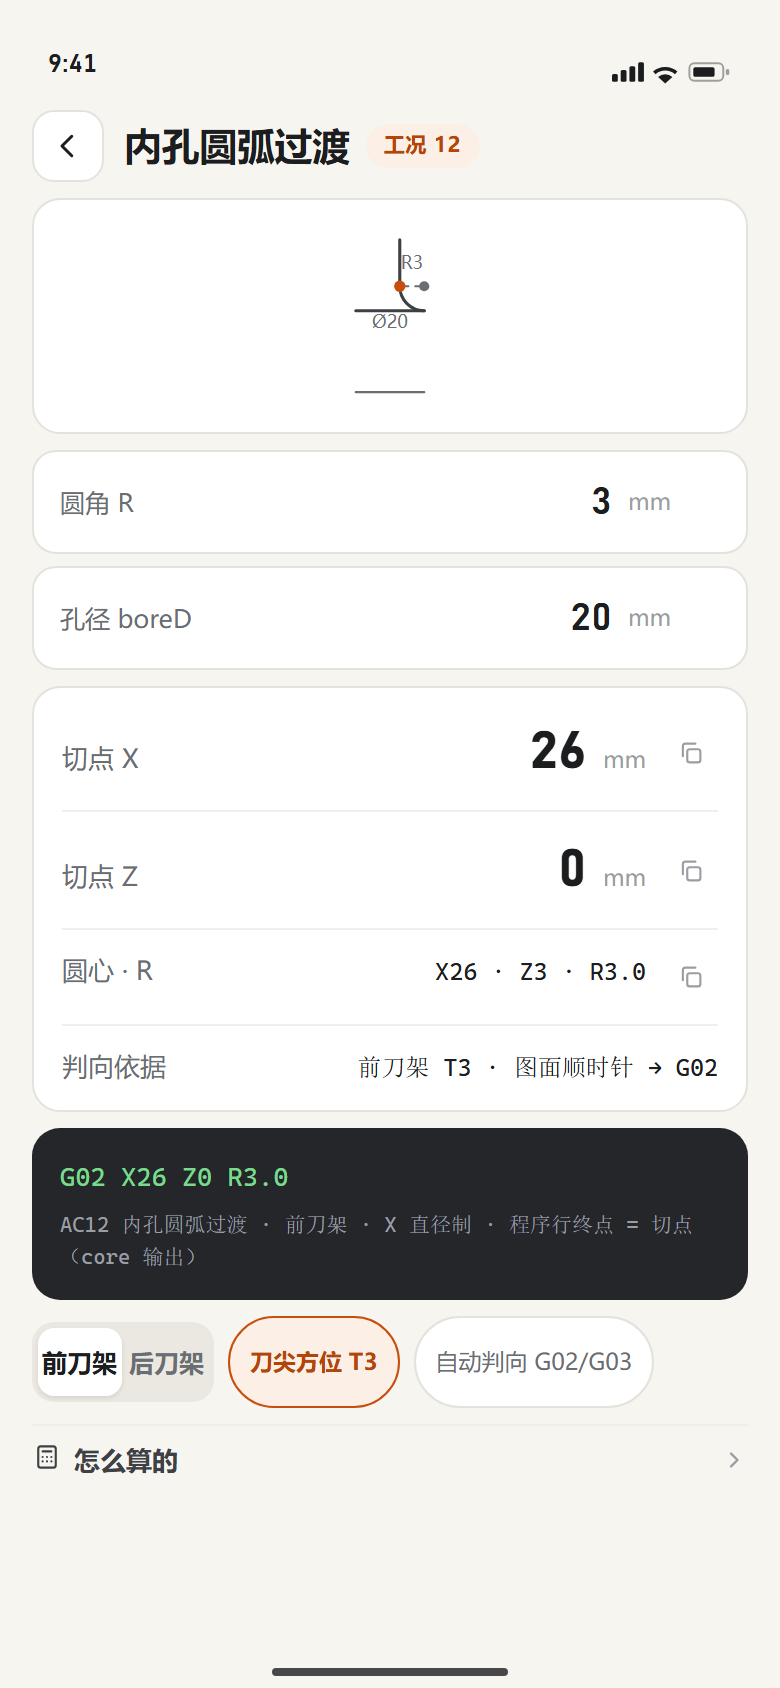 9:41
内孔圆弧过渡 工况 12
R3
Ø20
圆角 R 3 mm
孔径 boreD 20 mm
切点 X 26 mm
切点 Z 0 mm
圆心 · R X26 · Z3 · R3.0
判向依据 前刀架 T3 · 图面顺时针 → G02
G02 X26 Z0 R3.0
AC12 内孔圆弧过渡 · 前刀架 · X 直径制 · 程序行终点 = 切点
（core 输出）
前刀架 后刀架 刀尖方位 T3 自动判向 G02/G03
怎么算的